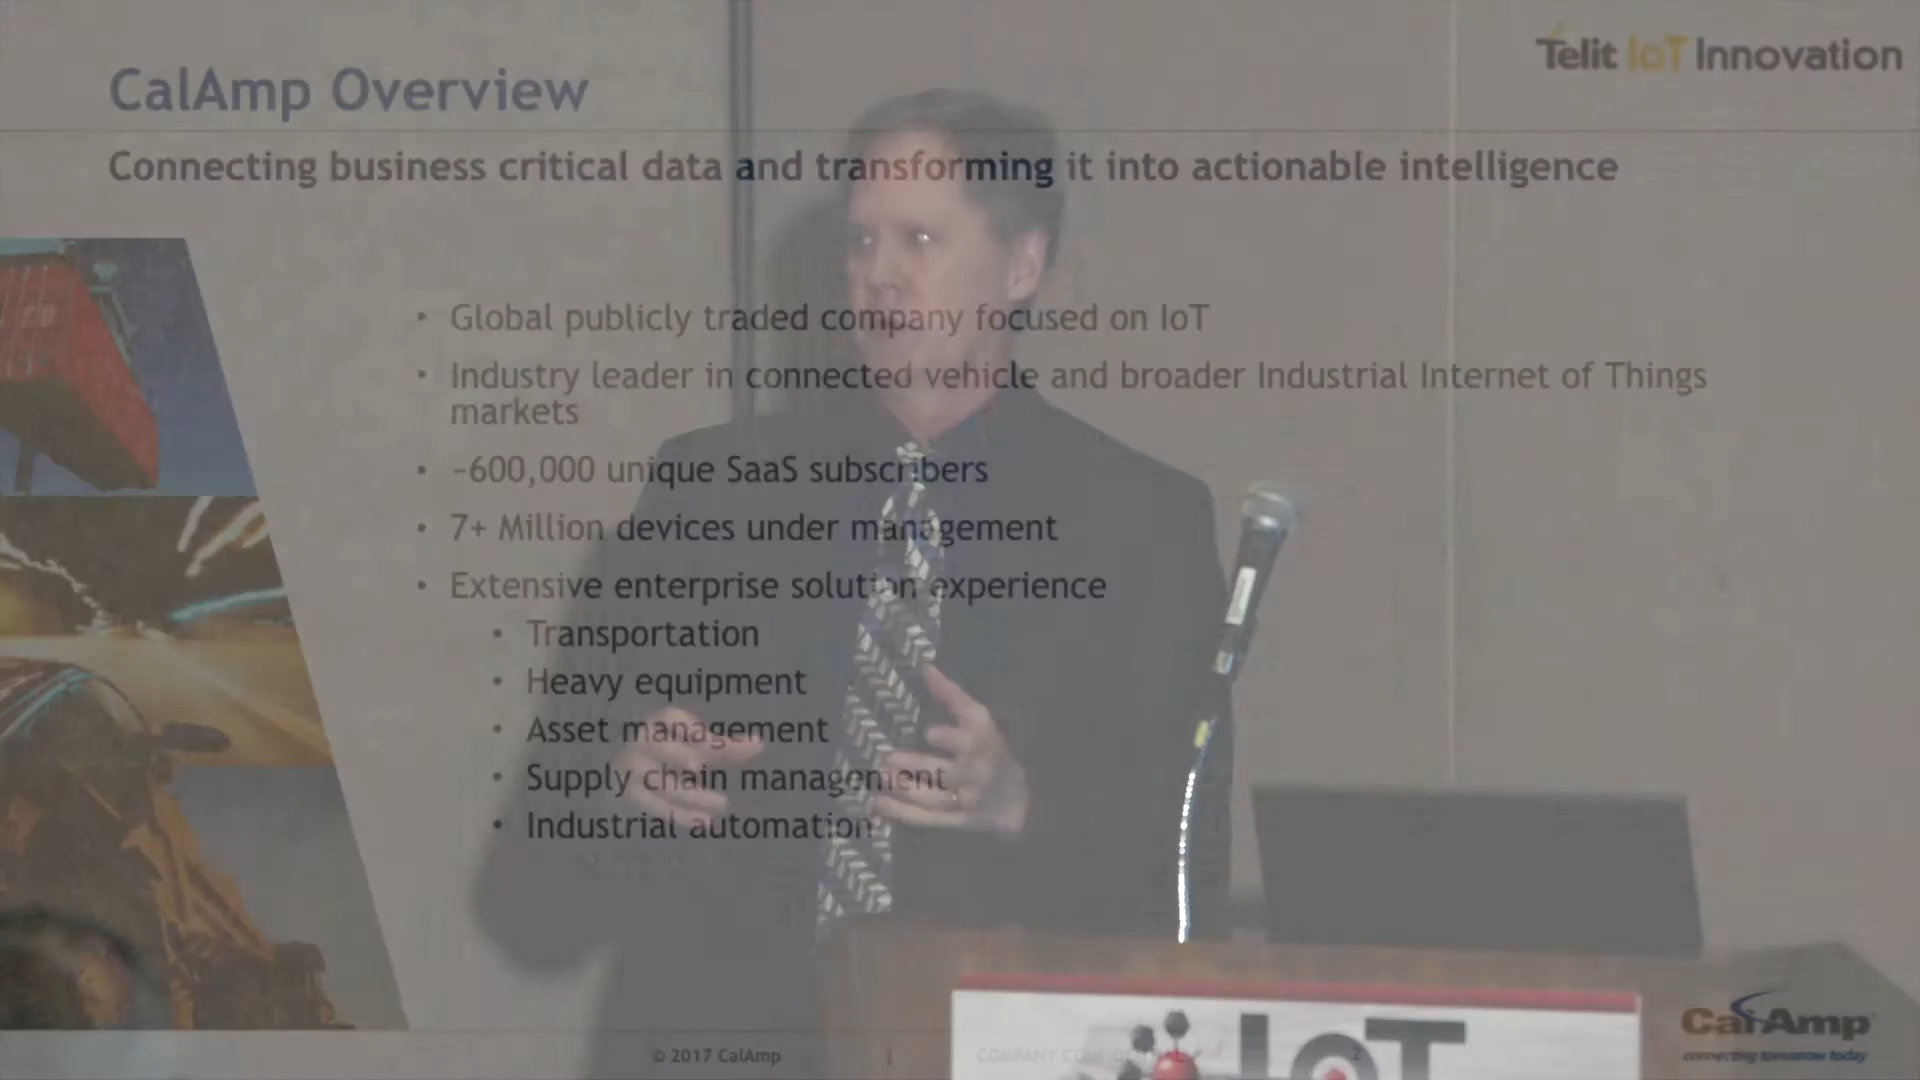 Telit IoT Innovation
CalAmp Overview
Connecting business critical data and transforming it into actionable intelligence
• Global publicly traded company focused on IoT
• Industry leader in connected vehicle and broader Industrial Internet of Things
markets
• ~600,000 unique SaaS subscribers
• 7+ Million devices under management
• Extensive enterprise solution experience
• Transportation
• Heavy equipment
• Asset management
• Supply chain management
• Industrial automation
CalAmp
connecting tomorrow today
© 2017 CalAmp | COMPANY 2
IoT